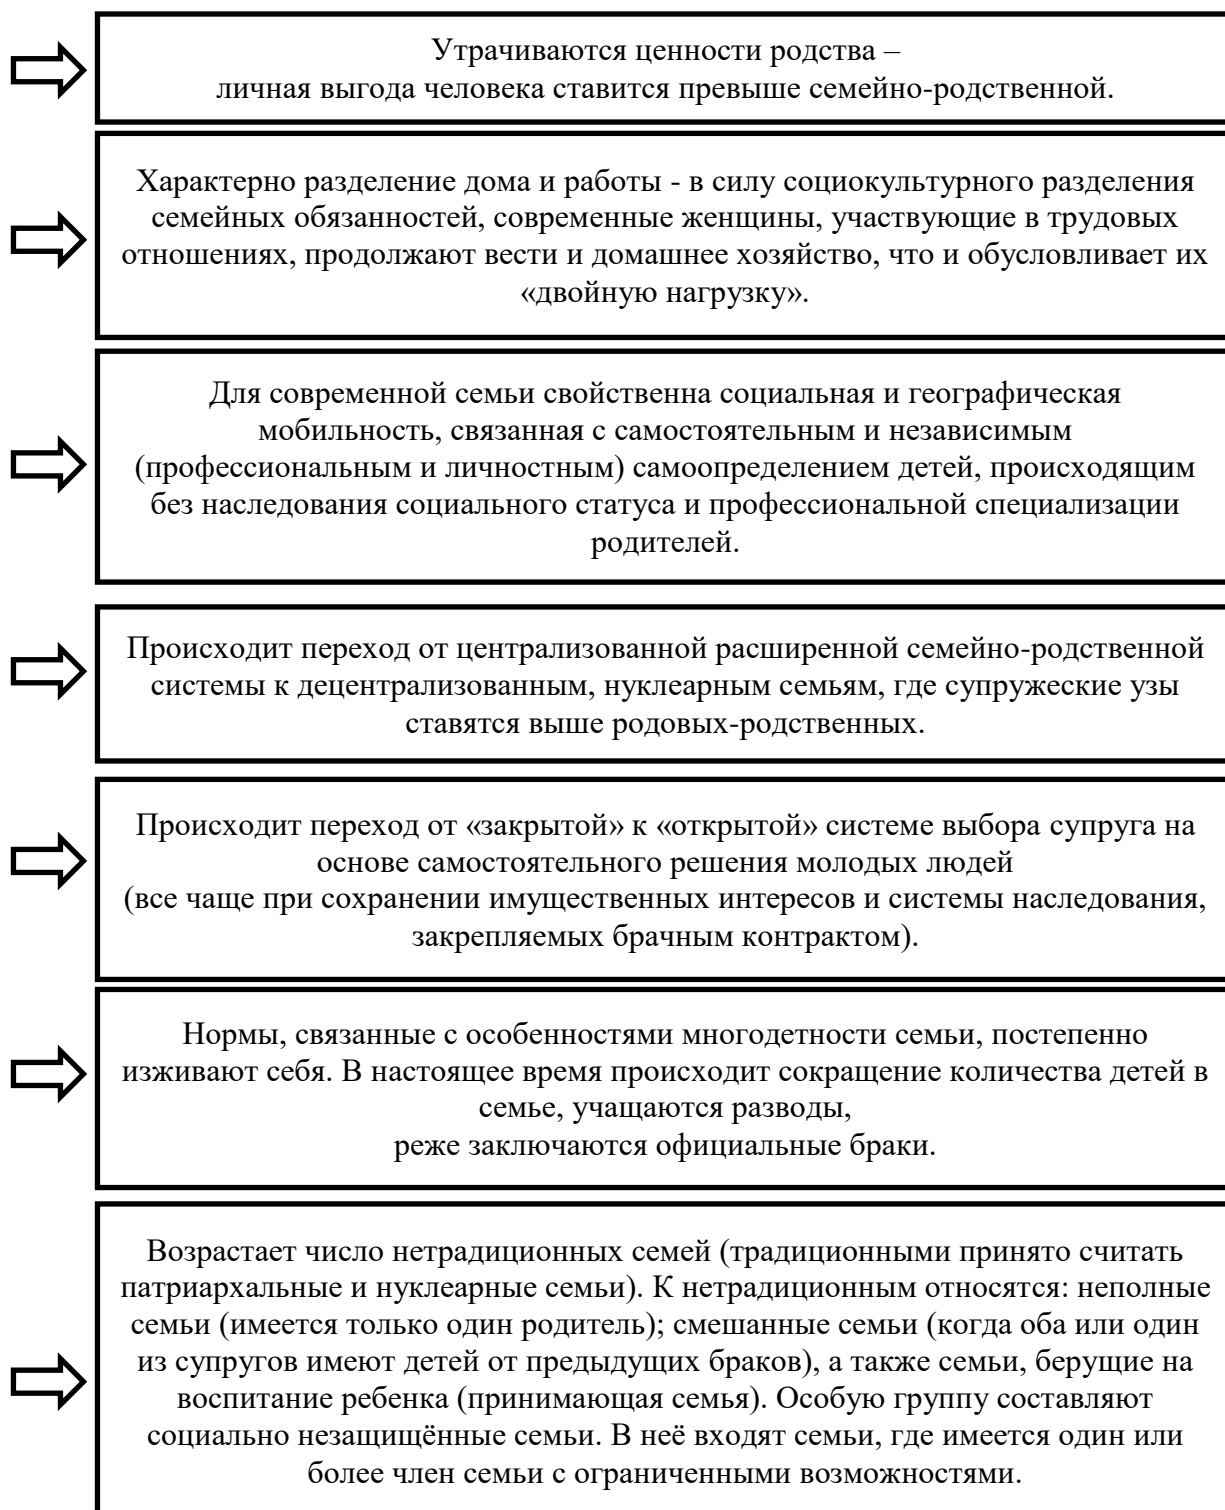 Утрачиваются ценности родства –
личная выгода человека ставится превыше семейно-родственной.
Характерно разделение дома и работы - в силу социокультурного разделения
семейных обязанностей, современные женщины, участвующие в трудовых
отношениях, продолжают вести и домашнее хозяйство, что и обусловливает их
«двойную нагрузку».
Для современной семьи свойственна социальная и географическая
мобильность, связанная с самостоятельным и независимым
(профессиональным и личностным) самоопределением детей, происходящим
без наследования социального статуса и профессиональной специализации
родителей.
Происходит переход от централизованной расширенной семейно-родственной
системы к децентрализованным, нуклеарным семьям, где супружеские узы
ставятся выше родовых-родственных.
Происходит переход от «закрытой» к «открытой» системе выбора супруга на
основе самостоятельного решения молодых людей
(все чаще при сохранении имущественных интересов и системы наследования,
закрепляемых брачным контрактом).
Нормы, связанные с особенностями многодетности семьи, постепенно
изживают себя. В настоящее время происходит сокращение количества детей в
семье, учащаются разводы,
реже заключаются официальные браки.
Возрастает число нетрадиционных семей (традиционными принято считать
патриархальные и нуклеарные семьи). К нетрадиционным относятся: неполные
семьи (имеется только один родитель); смешанные семьи (когда оба или один
из супругов имеют детей от предыдущих браков), а также семьи, берущие на
воспитание ребенка (принимающая семья). Особую группу составляют
социально незащищённые семьи. В неё входят семьи, где имеется один или
более член семьи с ограниченными возможностями.